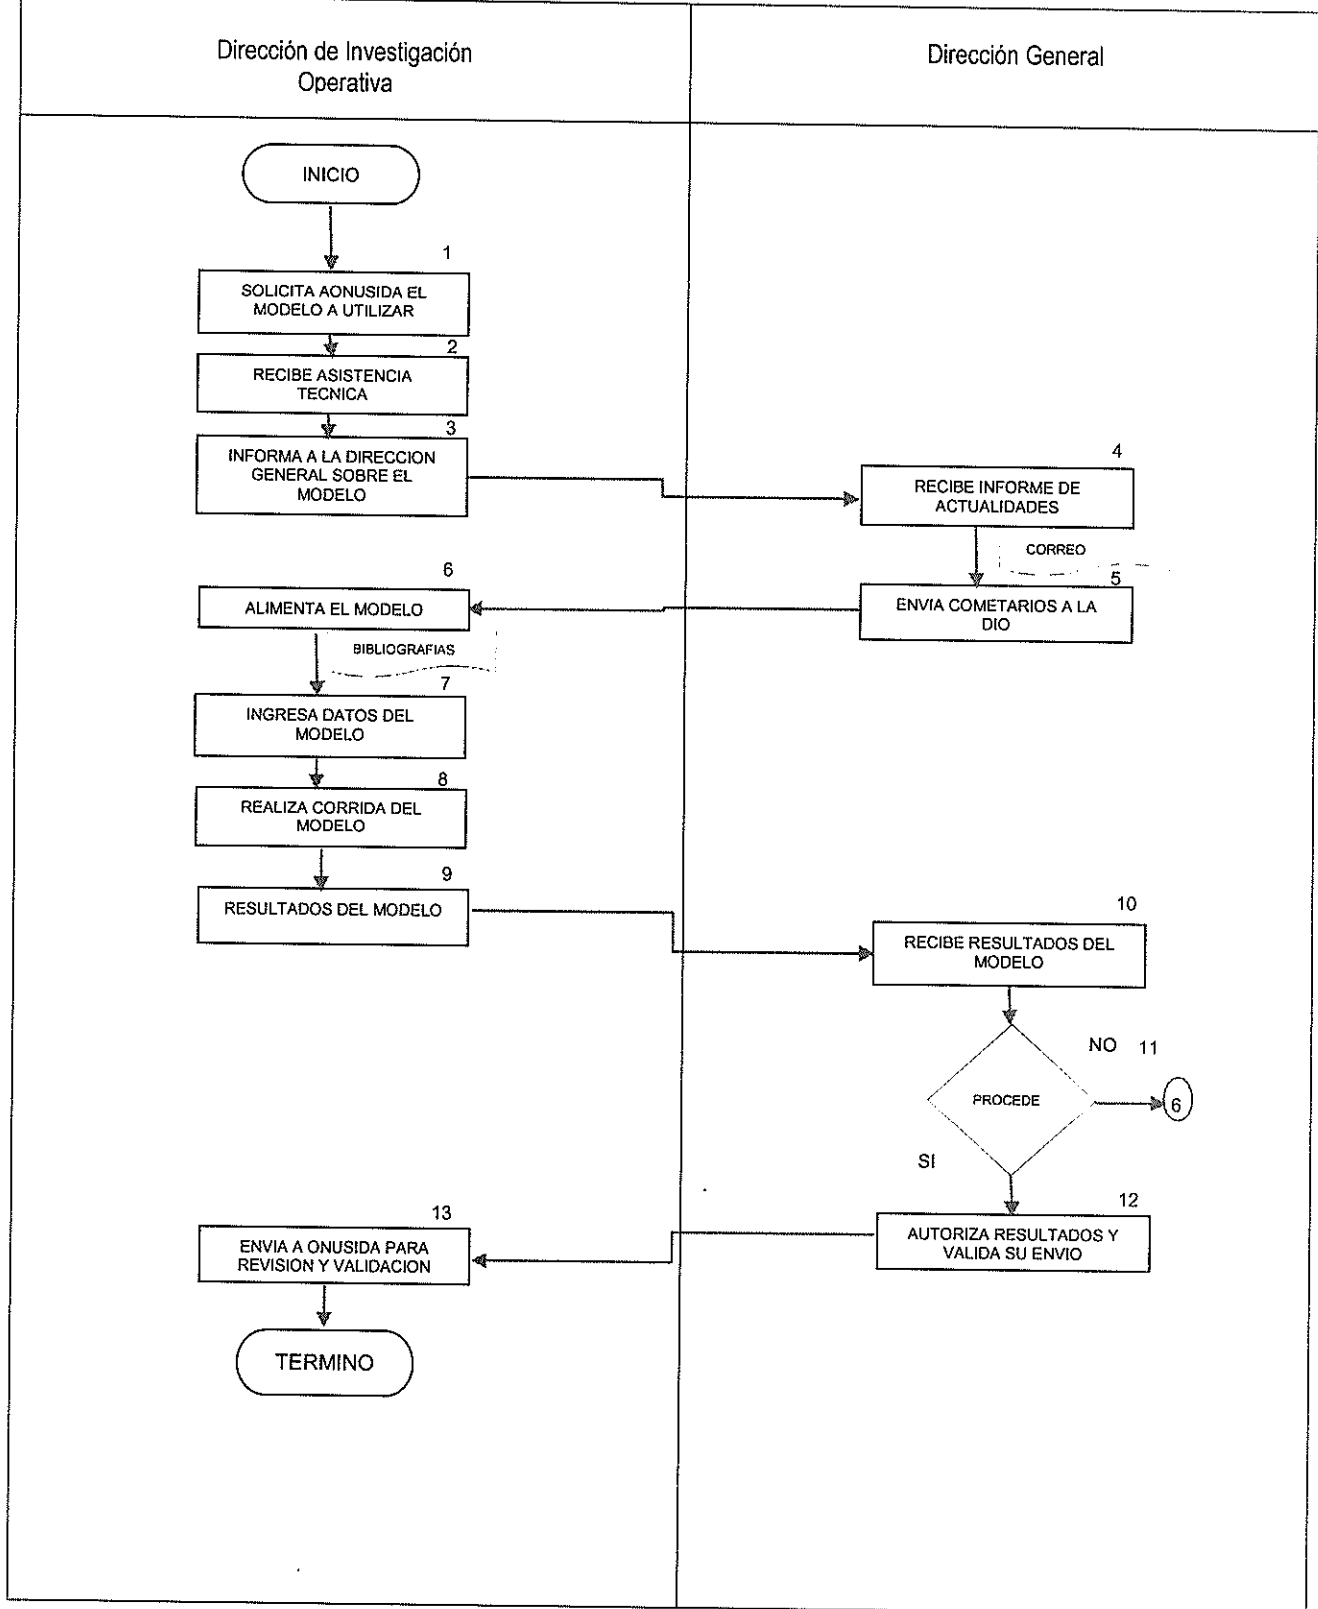 Dirección de Investigación
Operativa
Dirección General
INICIO
1
SOLICITA AONUSIDA EL
MODELO A UTILIZAR
2
RECIBE ASISTENCIA
TECNICA
3
INFORMA A LA DIRECCION
GENERAL SOBRE EL
MODELO
4
RECIBE INFORME DE
ACTUALIDADES
CORREO
5
ENVIA COMETARIOS A LA
DIO
6
ALIMENTA EL MODELO
BIBLIOGRAFIAS
7
INGRESA DATOS DEL
MODELO
8
REALIZA CORRIDA DEL
MODELO
9
RESULTADOS DEL MODELO
10
RECIBE RESULTADOS DEL
MODELO
NO 11
PROCEDE
6
SI
12
AUTORIZA RESULTADOS Y
VALIDA SU ENVIO
13
ENVIA A ONUSIDA PARA
REVISION Y VALIDACION
TERMINO